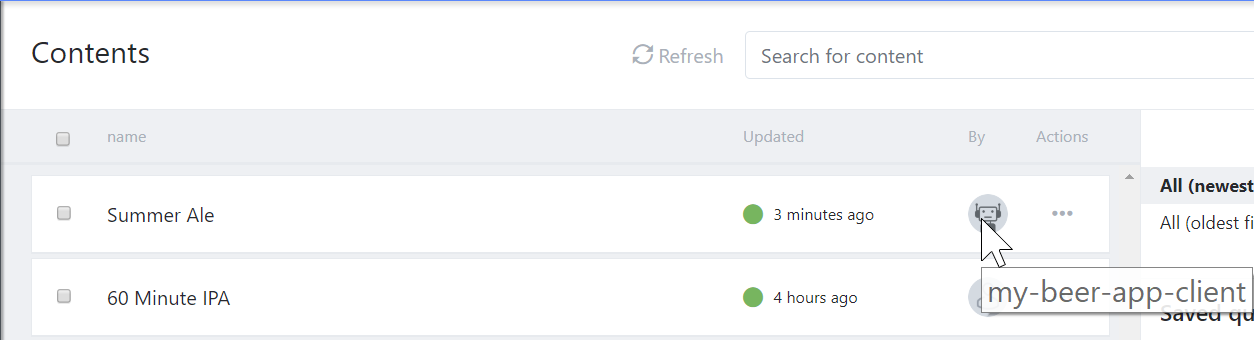 Contents
Refresh
Search for content
name
Updated
By
Actions
Summer Ale
3 minutes ago
60 Minute IPA
4 hours ago
my-beer-app-client
All (newest
All (oldest fi
Saved qu